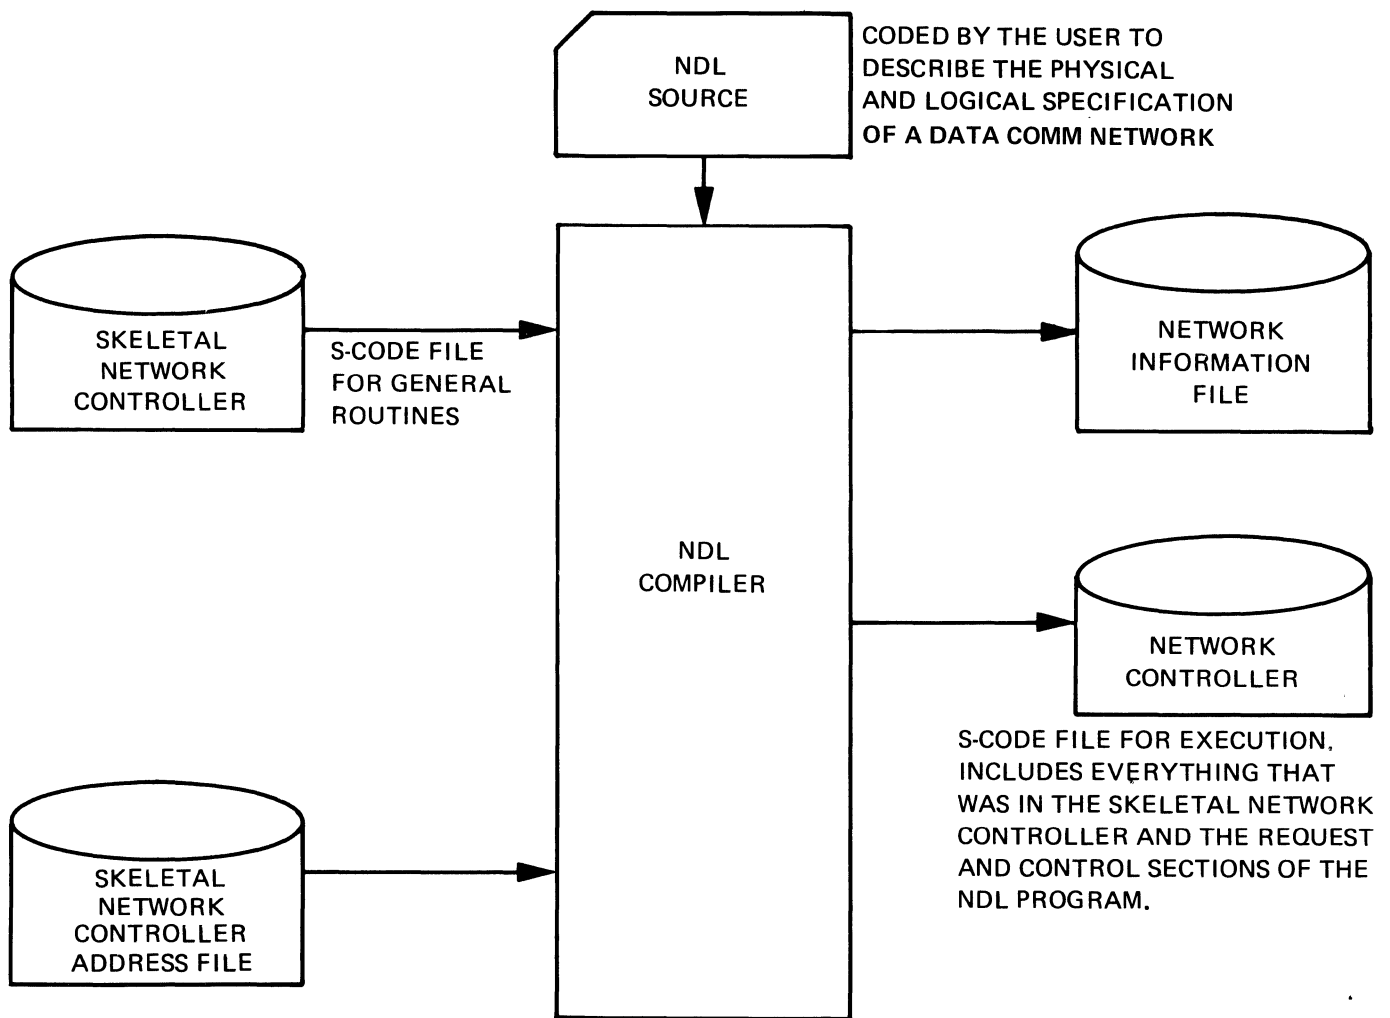 NDL
SOURCE
CODED BY THE USER TO
DESCRIBE THE PHYSICAL
AND LOGICAL SPECIFICATION
OF A DATA COMM NETWORK
SKELETAL
NETWORK
CONTROLLER
S-CODE FILE
FOR GENERAL
ROUTINES
NETWORK
INFORMATION
FILE
NDL
COMPILER
NETWORK
CONTROLLER
S-CODE FILE FOR EXECUTION.
INCLUDES EVERYTHING THAT
WAS IN THE SKELETAL NETWORK
CONTROLLER AND THE REQUEST
AND CONTROL SECTIONS OF THE
NDL PROGRAM.
SKELETAL
NETWORK
CONTROLLER
ADDRESS FILE